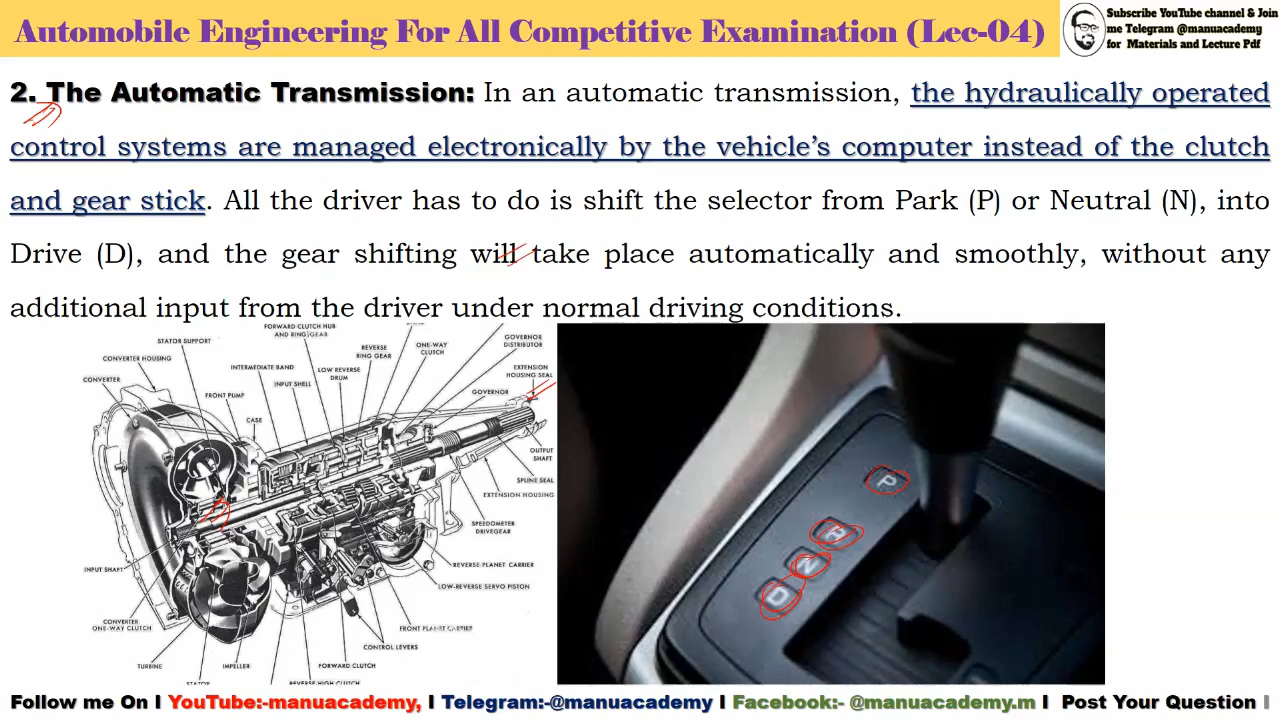 Automobile Engineering For All Competitive Examination (Lec-04)
Subscribe YouTube channel & Join
me Telegram @manuacademy
for Materials and Lecture Pdf
2. The Automatic Transmission: In an automatic transmission, the hydraulically operated
control systems are managed electronically by the vehicle's computer instead of the clutch
and gear stick. All the driver has to do is shift the selector from Park (P) or Neutral (N), into
Drive (D), and the gear shifting will take place automatically and smoothly, without any
additional input from the driver under normal driving conditions.
FORWARD CLUTCH HUB
AND RING GEAR
STATOR SUPPORT
CONVERTER HOUSING
CONVERTER
INTERMEDIATE BAND
INPUT SHELL
FRONT PUMP
CASE
LOW REVERSE
DRUM
REVERSE
RING GEAR
ONE-WAY
CLUTCH
GOVERNOR
DISTRIBUTOR
EXTENSION
HOUSING SEAL
GOVERNOR
OUTPUT
SHAFT
SPLINE SEAL
EXTENSION HOUSING
SPEEDOMETER
DRIVEGEAR
REVERSE PLANET CARRIER
LOW-REVERSE SERVO PISTON
FRONT PLANET CARRIER
CONTROL LEVERS
FORWARD CLUTCH
REVERSE-HIGH CLUTCH
INPUT SHAFT
CONVERTER
ONE-WAY CLUTCH
TURBINE
STATOR
IMPELLER
P
R
N
D
Follow me On I YouTube:-manuacademy, I Telegram:-@manuacademy I Facebook:- @manuacademy.m I Post Your Question I